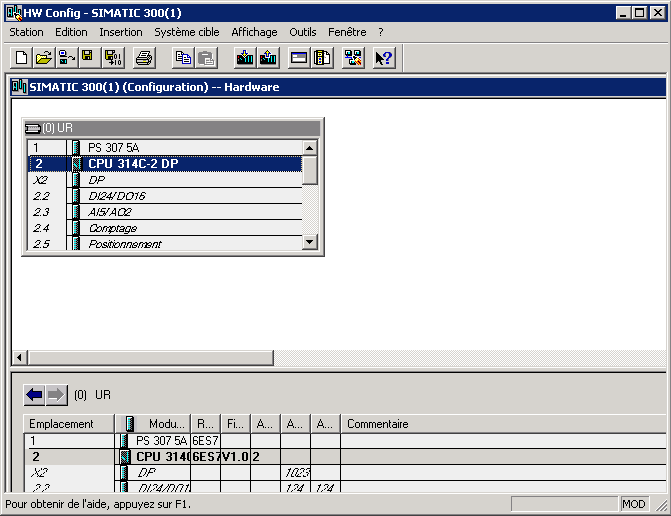 HW Config - SIMATIC 300(1)
Station Edition Insertion Système cible Affichage Outils Fenêtre ?
SIMATIC 300(1) (Configuration) -- Hardware
(0) UR
1 PS 307 5A
2 CPU 314C-2 DP
X2 DP
2.2 DI24/DO16
2.3 AI5/AO2
2.4 Comptage
2.5 Positionnement
(0) UR
Emplacement Modu... R... Fi... A... A... A... Commentaire
1 PS 307 5A 6ES7
2 CPU 314C 6ES7 V1.0 2
X2 DP 1023
2.2 DI24/DO1 124 124
Pour obtenir de l'aide, appuyez sur F1. MOD